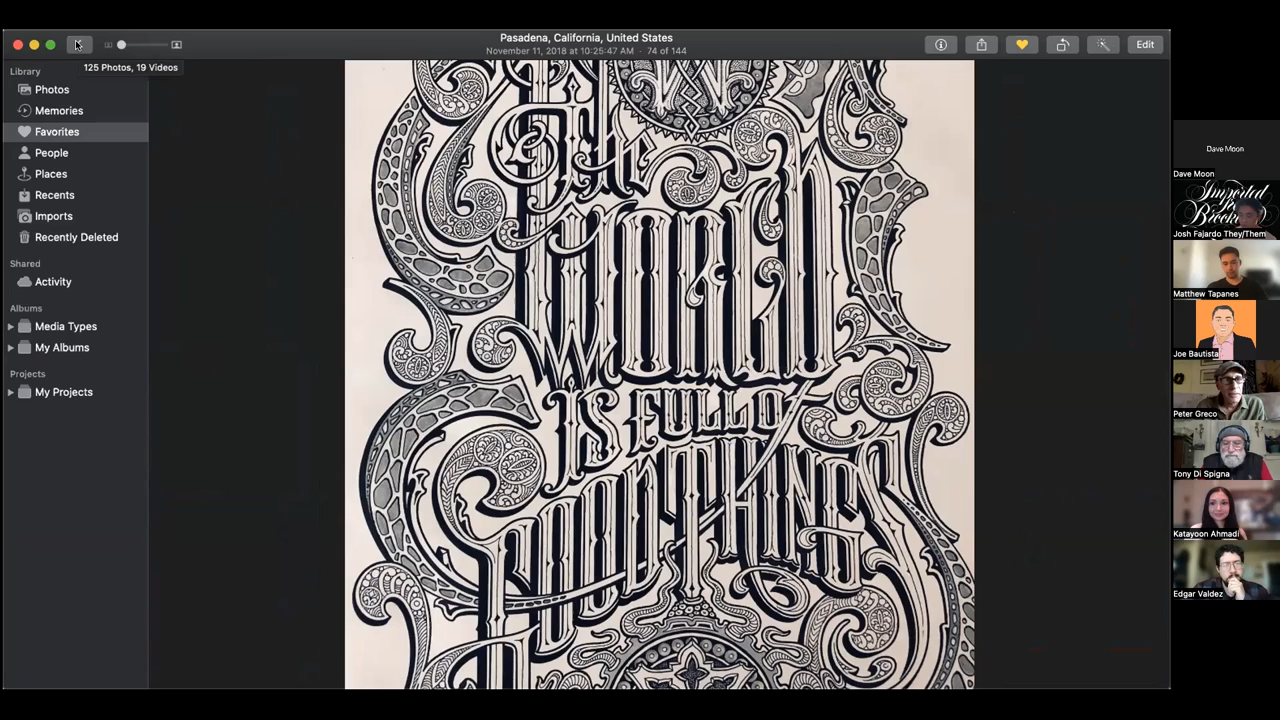 Pasadena, California, United States
November 11, 2018 at 10:25:47 AM · 74 of 144
Edit
125 Photos, 19 Videos
Library
Photos
Memories
Favorites
People
Places
Recents
Imports
Recently Deleted
Shared
Activity
Albums
Media Types
My Albums
Projects
My Projects
The
WORLD
IS FULL OF
GOOD THINGS
Dave Moon
Dave Moon
Imported
Josh Fajardo They/Them
Matthew Tapanes
Joe Bautista
Peter Greco
Tony Di Spigna
Katayoon Ahmadi
Edgar Valdez